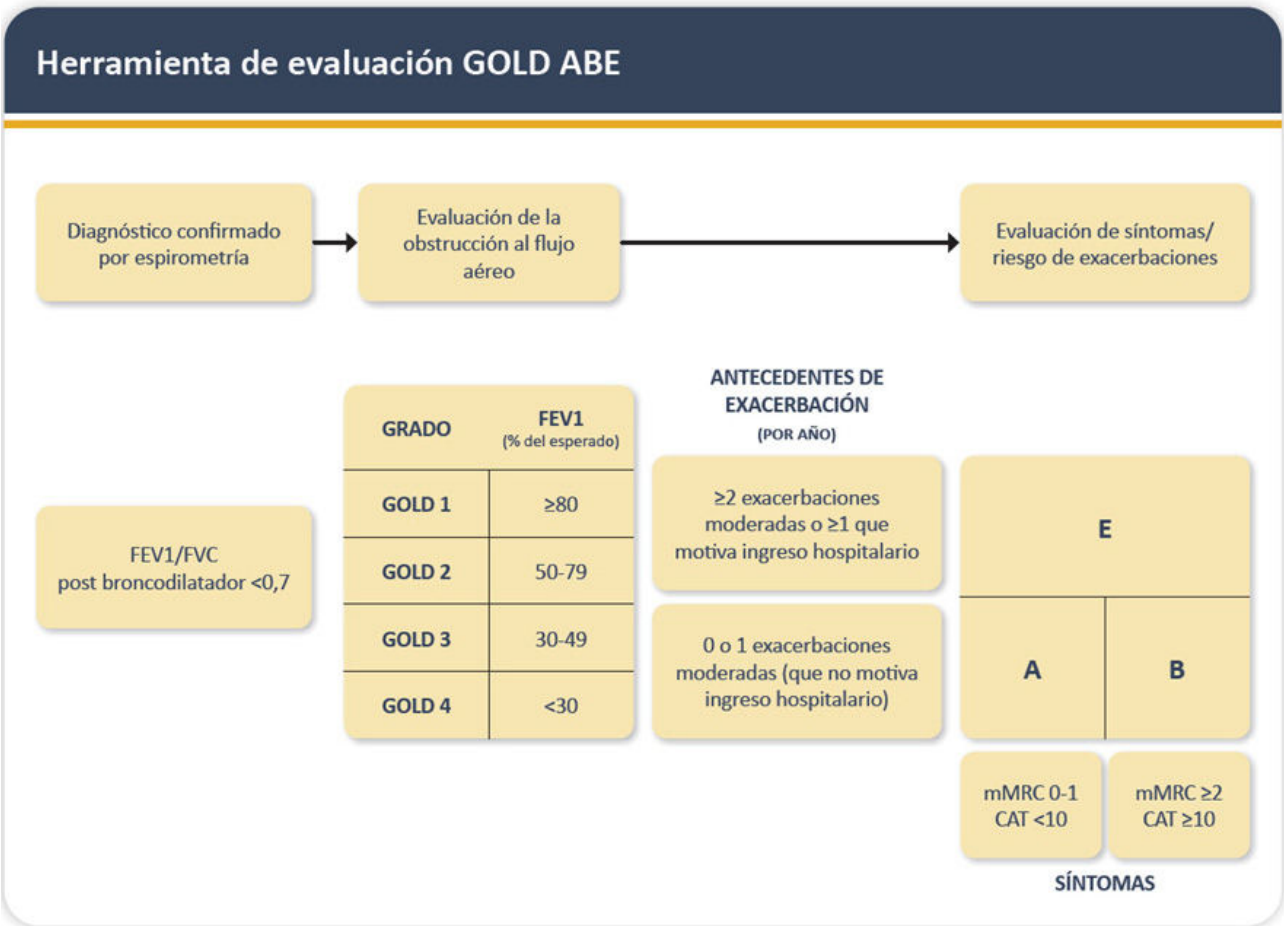 Herramienta de evaluación GOLD ABE
Diagnóstico confirmado
por espirometría
Evaluación de la
obstrucción al flujo
aéreo
Evaluación de síntomas/
riesgo de exacerbaciones
FEV1/FVC
post broncodilatador <0,7
GRADO
FEV1
(% del esperado)
GOLD 1
≥80
GOLD 2
50-79
GOLD 3
30-49
GOLD 4
<30
ANTECEDENTES DE
EXACERBACIÓN
(POR AÑO)
≥2 exacerbaciones
moderadas o ≥1 que
motiva ingreso hospitalario
0 o 1 exacerbaciones
moderadas (que no motiva
ingreso hospitalario)
E
A
B
mMRC 0-1
CAT <10
mMRC ≥2
CAT ≥10
SÍNTOMAS